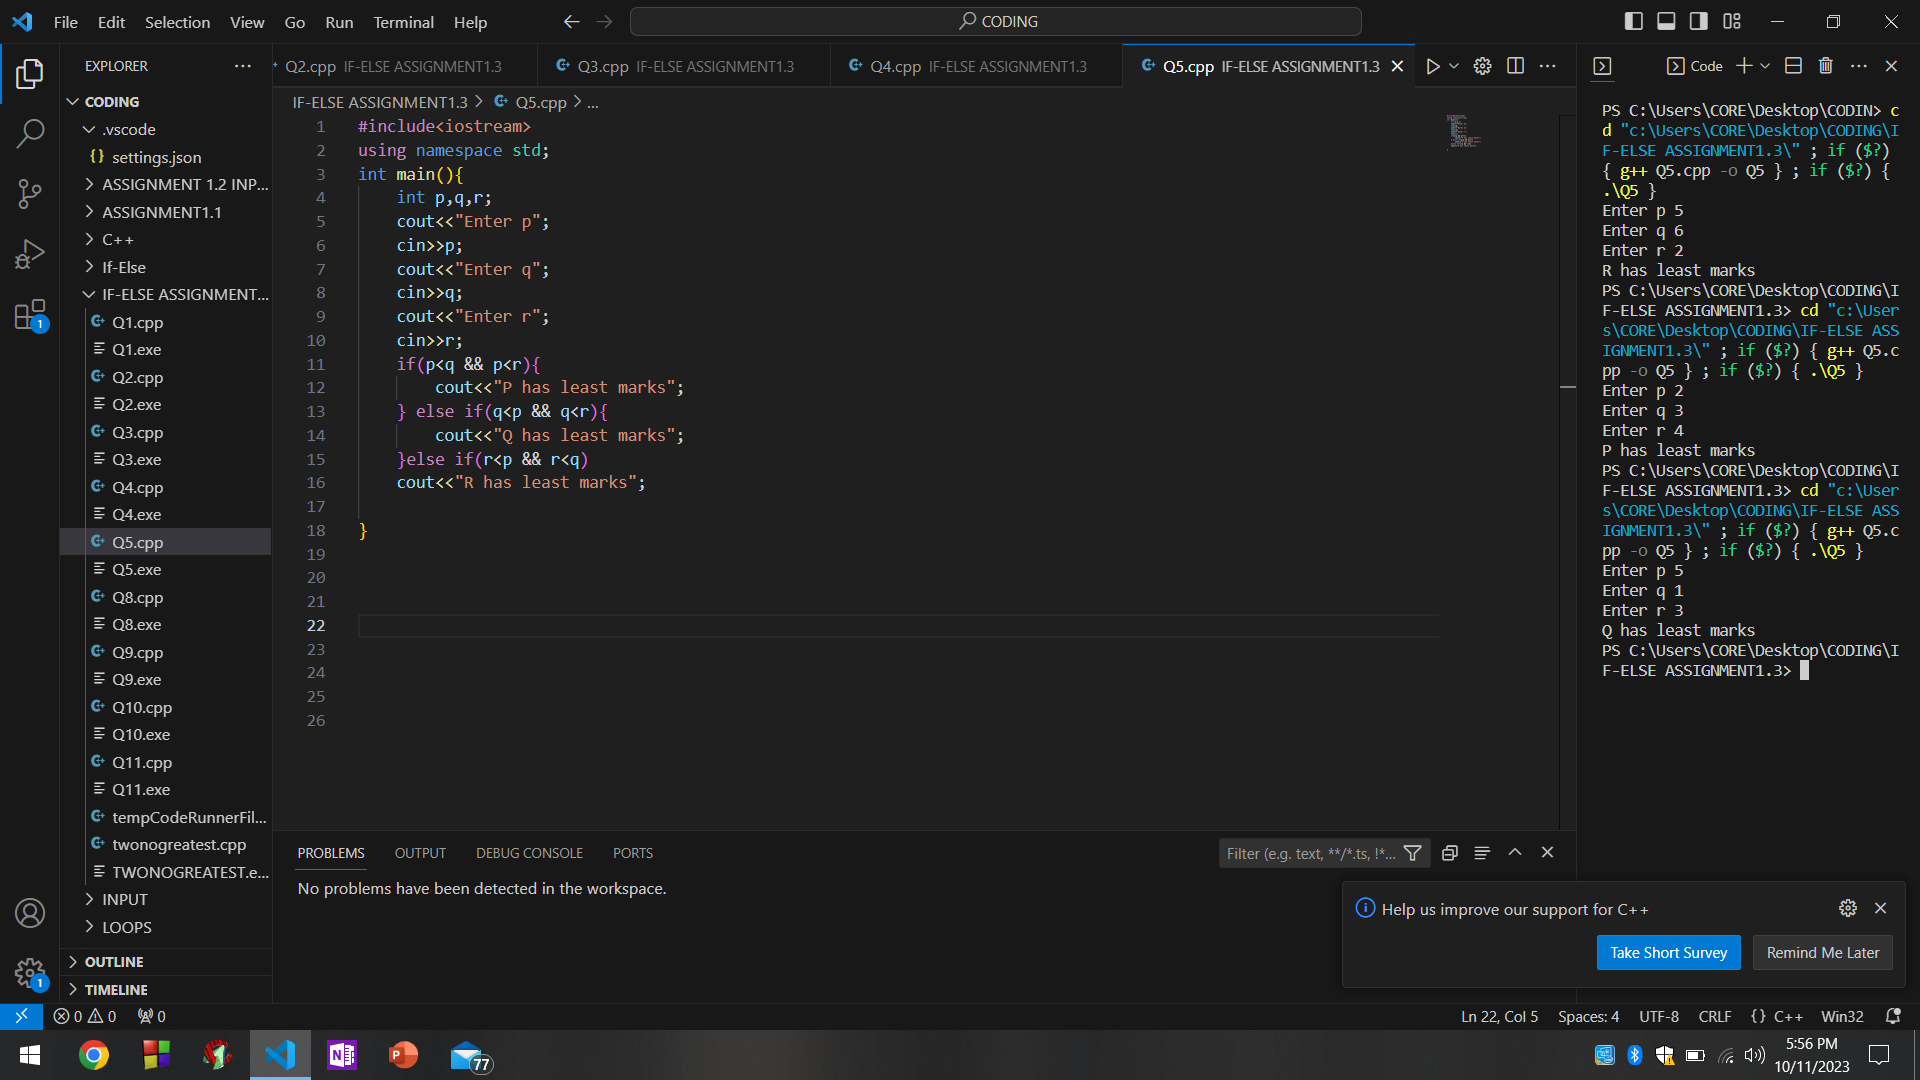 File Edit Selection View Go Run Terminal Help
CODING
EXPLORER
CODING
.vscode
settings.json
ASSIGNMENT 1.2 INP...
ASSIGNMENT1.1
C++
If-Else
IF-ELSE ASSIGNMENT...
Q1.cpp
Q1.exe
Q2.cpp
Q2.exe
Q3.cpp
Q3.exe
Q4.cpp
Q4.exe
Q5.cpp
Q5.exe
Q8.cpp
Q8.exe
Q9.cpp
Q9.exe
Q10.cpp
Q10.exe
Q11.cpp
Q11.exe
tempCodeRunnerFil...
twonogreatest.cpp
TWONOGREATEST.e...
INPUT
LOOPS
OUTLINE
TIMELINE
Q2.cpp IF-ELSE ASSIGNMENT1.3 Q3.cpp IF-ELSE ASSIGNMENT1.3 Q4.cpp IF-ELSE ASSIGNMENT1.3 Q5.cpp IF-ELSE ASSIGNMENT1.3
IF-ELSE ASSIGNMENT1.3 > Q5.cpp > ...
1 #include<iostream>
2 using namespace std;
3 int main(){
4 int p,q,r;
5 cout<<"Enter p";
6 cin>>p;
7 cout<<"Enter q";
8 cin>>q;
9 cout<<"Enter r";
10 cin>>r;
11 if(p<q && p<r){
12 cout<<"P has least marks";
13 } else if(q<p && q<r){
14 cout<<"Q has least marks";
15 }else if(r<p && r<q)
16 cout<<"R has least marks";
17
18 }
19
20
21
22
23
24
25
26
Code
PS C:\Users\CORE\Desktop\CODIN> c
d "c:\Users\CORE\Desktop\CODING\I
F-ELSE ASSIGNMENT1.3\" ; if ($?)
{ g++ Q5.cpp -o Q5 } ; if ($?) {
.\Q5 }
Enter p 5
Enter q 6
Enter r 2
R has least marks
PS C:\Users\CORE\Desktop\CODING\I
F-ELSE ASSIGNMENT1.3> cd "c:\User
s\CORE\Desktop\CODING\IF-ELSE ASS
IGNMENT1.3\" ; if ($?) { g++ Q5.c
pp -o Q5 } ; if ($?) { .\Q5 }
Enter p 2
Enter q 3
Enter r 4
P has least marks
PS C:\Users\CORE\Desktop\CODING\I
F-ELSE ASSIGNMENT1.3> cd "c:\User
s\CORE\Desktop\CODING\IF-ELSE ASS
IGNMENT1.3\" ; if ($?) { g++ Q5.c
pp -o Q5 } ; if ($?) { .\Q5 }
Enter p 5
Enter q 1
Enter r 3
Q has least marks
PS C:\Users\CORE\Desktop\CODING\I
F-ELSE ASSIGNMENT1.3>
PROBLEMS OUTPUT DEBUG CONSOLE PORTS
Filter (e.g. text, **/*.ts, !*...
No problems have been detected in the workspace.
Help us improve our support for C++
Take Short Survey Remind Me Later
1
1
0 0 0
Ln 22, Col 5 Spaces: 4 UTF-8 CRLF {} C++ Win32
77
5:56 PM
10/11/2023